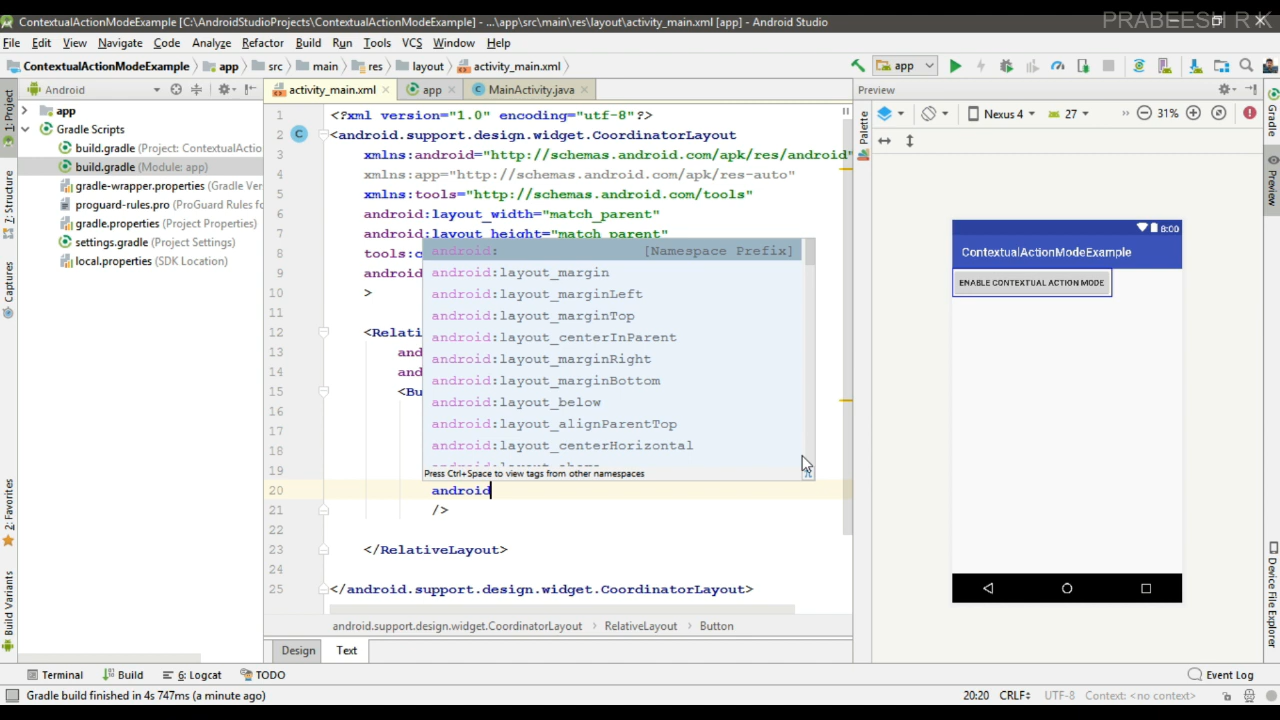 PRABEESH R K
ContextualActionModeExample [C:\AndroidStudioProjects\ContextualActionModeExample] - ...\app\src\main\res\layout\activity_main.xml [app] - Android Studio
File Edit View Navigate Code Analyze Refactor Build Run Tools VCS Window Help
ContextualActionModeExample app src main res layout activity_main.xml app
Android activity_main.xml app MainActivity.java Preview
1: Project
7: Structure
Captures
2: Favorites
Build Variants
app
Gradle Scripts
build.gradle (Project: ContextualActio
build.gradle (Module: app)
gradle-wrapper.properties (Gradle Ver
proguard-rules.pro (ProGuard Rules fo
gradle.properties (Project Properties)
settings.gradle (Project Settings)
local.properties (SDK Location)
1 <?xml version="1.0" encoding="utf-8"?>
2 <android.support.design.widget.CoordinatorLayout
3 xmlns:android="http://schemas.android.com/apk/res/android"
4 xmlns:app="http://schemas.android.com/apk/res-auto"
5 xmlns:tools="http://schemas.android.com/tools"
6 android:layout_width="match_parent"
7 android:layout_height="match_parent"
8 tools:c
9 android
10 >
11
12 <Relati
13 and
14 and
15 <Bu
16
17
18
19
20 android
21 />
22
23 </RelativeLayout>
24
25 </android.support.design.widget.CoordinatorLayout>
android: [Namespace Prefix]
android:layout_margin
android:layout_marginLeft
android:layout_marginTop
android:layout_centerInParent
android:layout_marginRight
android:layout_marginBottom
android:layout_below
android:layout_alignParentTop
android:layout_centerHorizontal
Press Ctrl+Space to view tags from other namespaces
android.support.design.widget.CoordinatorLayout RelativeLayout Button
Design Text
Palette
Nexus 4 27 31%
8:00
ContextualActionModeExample
ENABLE CONTEXTUAL ACTION MODE
Gradle
Preview
Device File Explorer
Terminal Build 6: Logcat TODO Event Log
Gradle build finished in 4s 747ms (a minute ago) 20:20 CRLF UTF-8 Context: <no context>